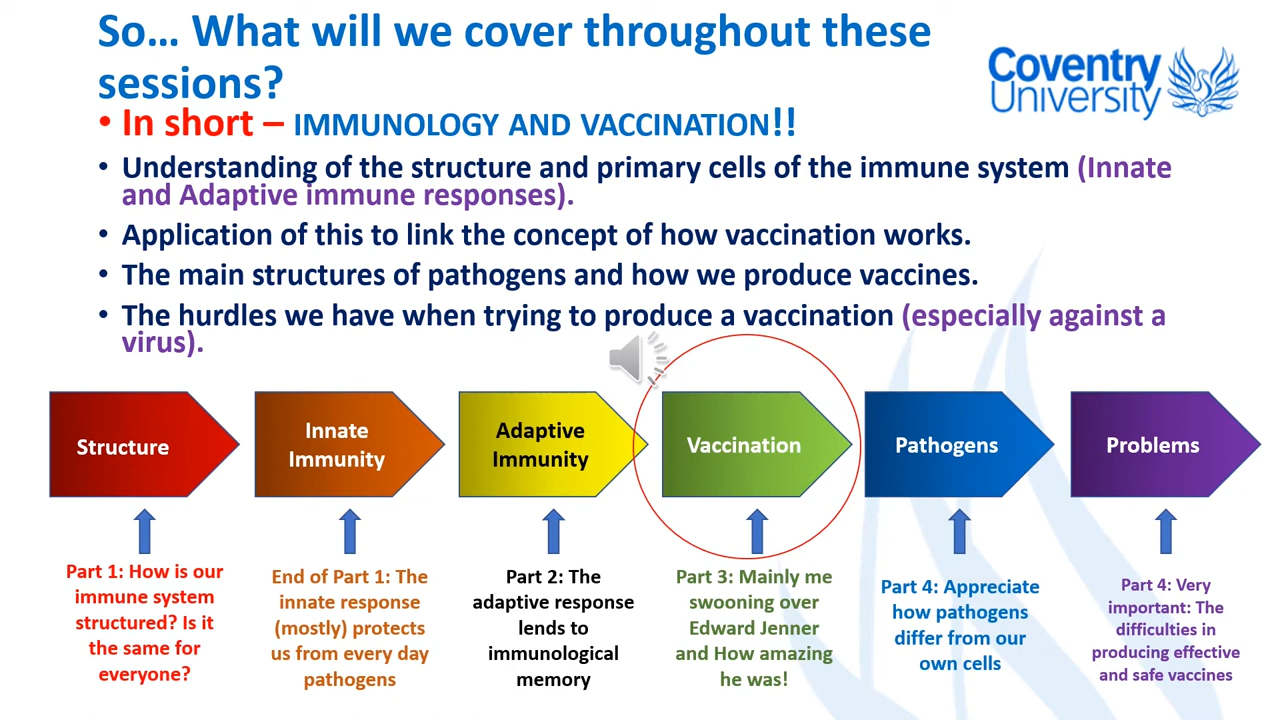 So… What will we cover throughout these
sessions?
Coventry
University
• In short – IMMUNOLOGY AND VACCINATION!!
• Understanding of the structure and primary cells of the immune system (Innate
and Adaptive immune responses).
• Application of this to link the concept of how vaccination works.
• The main structures of pathogens and how we produce vaccines.
• The hurdles we have when trying to produce a vaccination (especially against a
virus).
Structure
Innate
Immunity
Adaptive
Immunity
Vaccination
Pathogens
Problems
Part 1: How is our
immune system
structured? Is it
the same for
everyone?
End of Part 1: The
innate response
(mostly) protects
us from every day
pathogens
Part 2: The
adaptive response
lends to
immunological
memory
Part 3: Mainly me
swooning over
Edward Jenner
and How amazing
he was!
Part 4: Appreciate
how pathogens
differ from our
own cells
Part 4: Very
important: The
difficulties in
producing effective
and safe vaccines